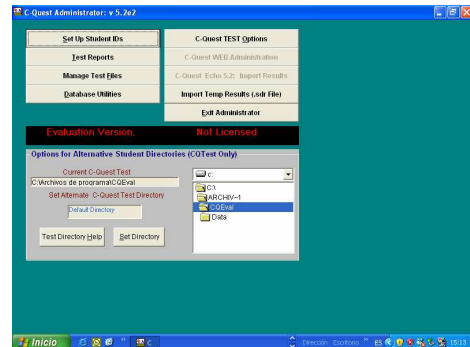 C-Quest Administrator: v 5.2e2
Set Up Student IDs
C-Quest TEST Options
Test Reports
C-Quest WEB Administration
Manage Test Files
C-Quest Echo 5.2: Import Results
Database Utilities
Import Temp Results (.sdr File)
Exit Administrator
Evaluation Version. Not Licensed
Options for Alternative Student Directories (CQTest Only)
Current C-Quest Test
C:\Archivos de programa\CQEval
Set Alternate C-Quest Test Directory
Default Directory
Test Directory Help
Set Directory
c:
C:\
ARCHIV~1
CQEval
Data
Inicio
Dirección Escritorio
ES
15:13